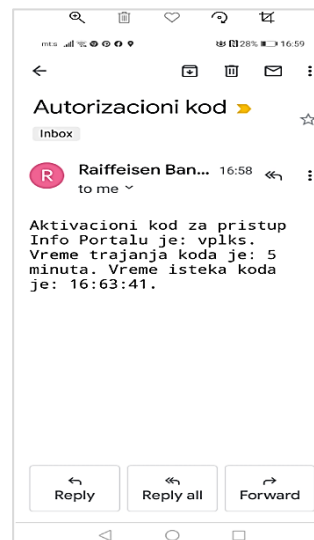 mt:s 28% 16:59
Autorizacioni kod
Inbox
R Raiffeisen Ban... 16:58
to me
Aktivacioni kod za pristup
Info Portalu je: vplks.
Vreme trajanja koda je: 5
minuta. Vreme isteka koda
je: 16:63:41.
Reply Reply all Forward